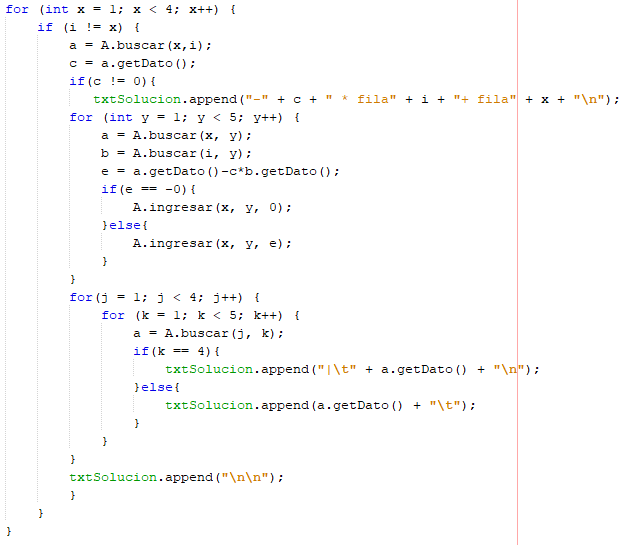 for (int x = 1; x < 4; x++) {
    if (i != x) {
        a = A.buscar(x,i);
        c = a.getDato();
        if(c != 0){
           txtSolucion.append("-" + c + " * fila" + i + "+ fila" + x + "\n");
        for (int y = 1; y < 5; y++) {
            a = A.buscar(x, y);
            b = A.buscar(i, y);
            e = a.getDato()-c*b.getDato();
            if(e == -0){
                A.ingresar(x, y, 0);
            }else{
                A.ingresar(x, y, e);
            }
        }
        for(j = 1; j < 4; j++) {
            for (k = 1; k < 5; k++) {
                a = A.buscar(j, k);
                if(k == 4){
                    txtSolucion.append("|\t" + a.getDato() + "\n");
                }else{
                    txtSolucion.append(a.getDato() + "\t");
                }
            }
        }
        txtSolucion.append("\n\n");
        }
    }
}